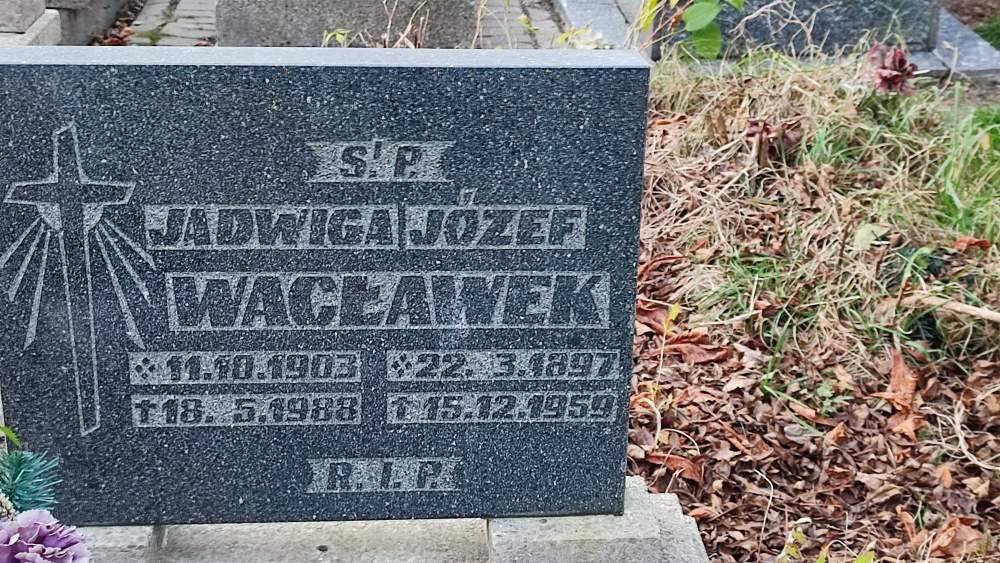 Ś.P.
JADWIGA JÓZEF
WACŁAWEK
11.10.1903 22. 3.1897
✝18. 5.1988 ✝15.12.1959
R.I.P.